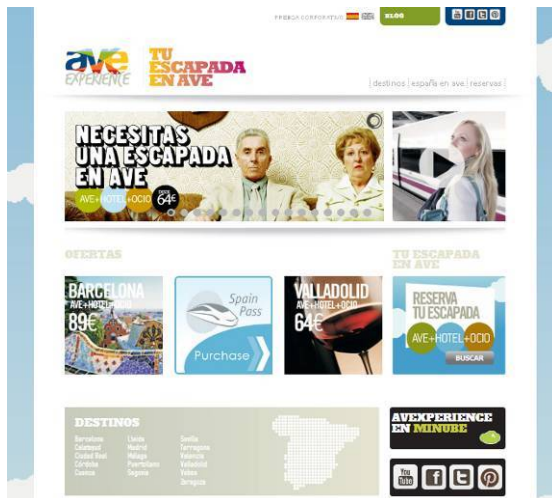 PRENSA CORPORATIVO
BLOG
ave
EXPERIENCE
TU
ESCAPADA
EN AVE
destinos | españa en ave | reservas
NECESITAS
UNA ESCAPADA
EN AVE
AVE+HOTEL+OCIO
DESDE
64€
OFERTAS
TU ESCAPADA
EN AVE
BARCELONA
AVE+HOTEL+OCIO
89€
Spain
Pass
Purchase
VALLADOLID
AVE+HOTEL+OCIO
64€
RESERVA
TU ESCAPADA
AVE+HOTEL+OCIO
BUSCAR
DESTINOS
Barcelona
Calatayud
Ciudad Real
Córdoba
Cuenca
Lleida
Madrid
Málaga
Puertollano
Segovia
Sevilla
Tarragona
Valencia
Valladolid
Zaragoza
AVEXPERIENCE
EN MINUBE
You
Tube